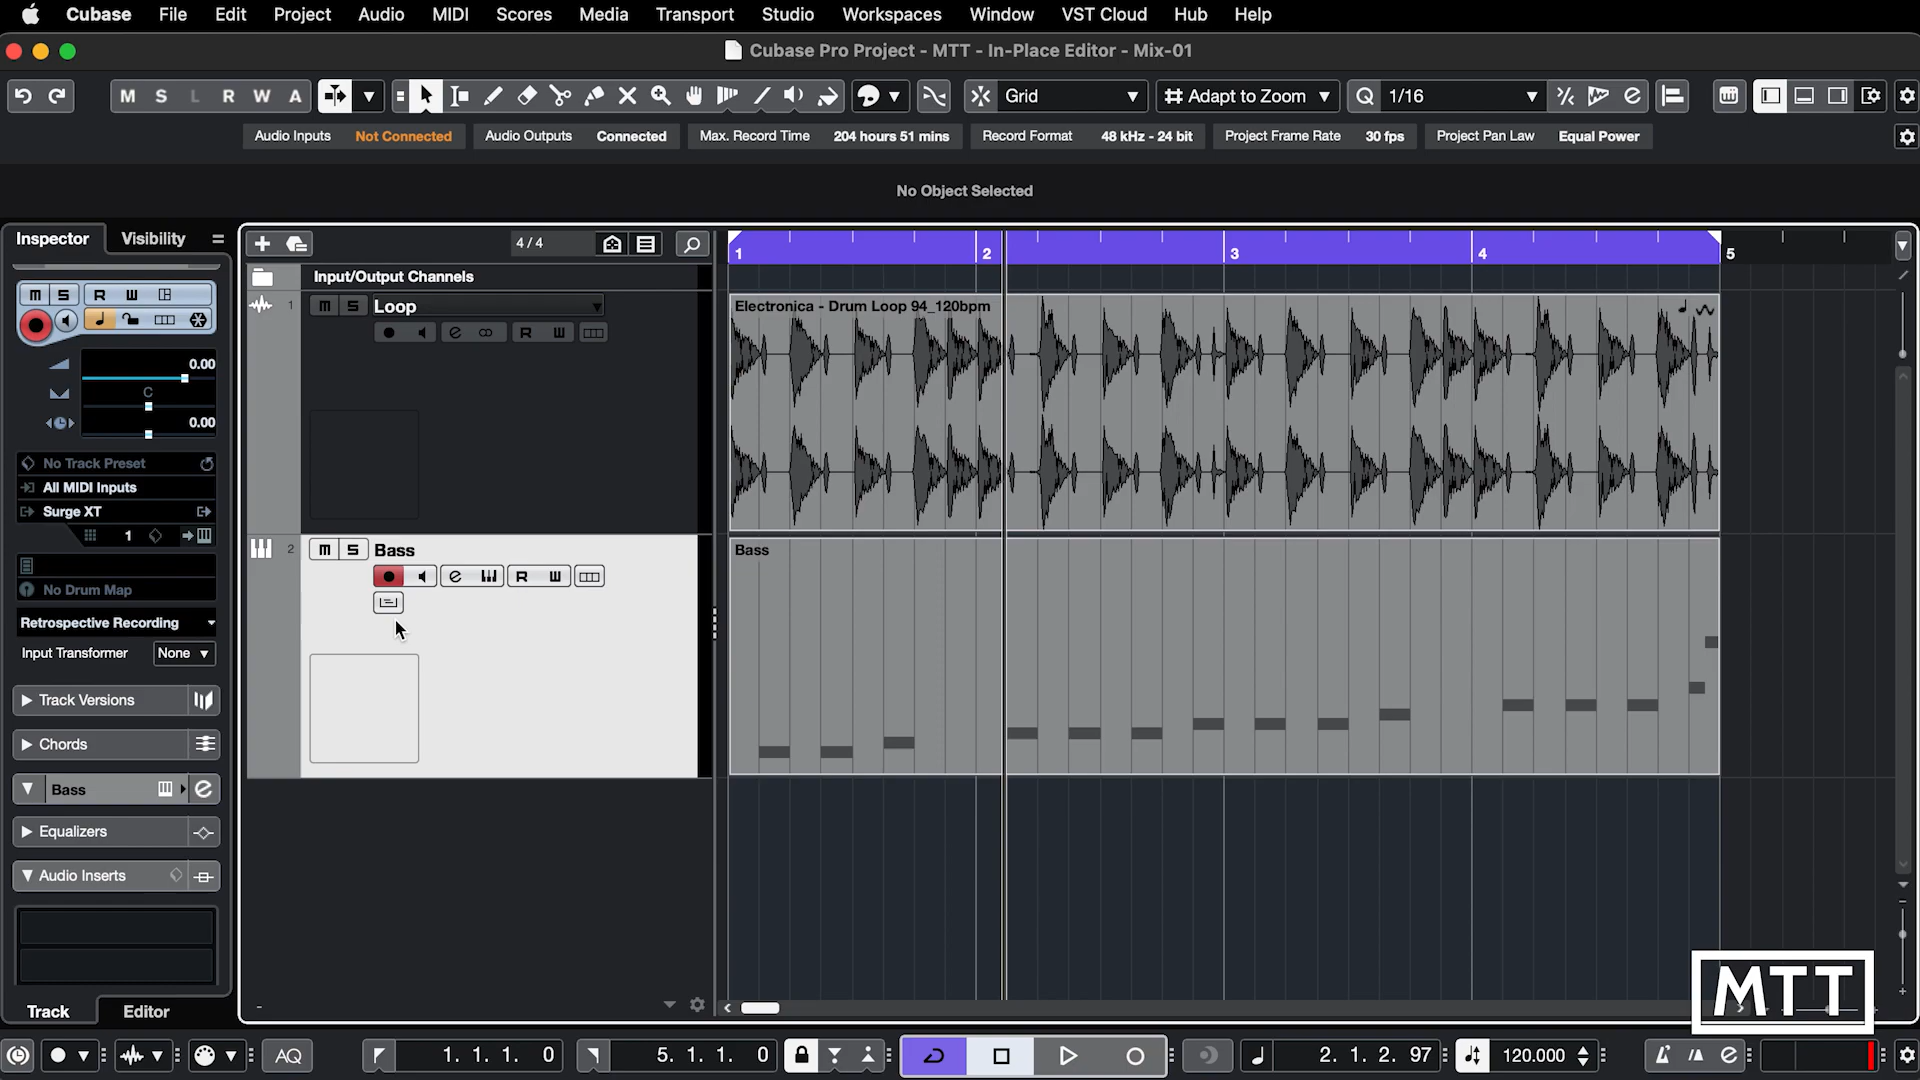 Cubase File Edit Project Audio MIDI Scores Media Transport Studio Workspaces Window VST Cloud Hub Help
Cubase Pro Project - MTT - In-Place Editor - Mix-01
M S L R W A Grid Adapt to Zoom Q 1/16
Audio Inputs Not Connected Audio Outputs Connected Max. Record Time 204 hours 51 mins Record Format 48 kHz - 24 bit Project Frame Rate 30 fps Project Pan Law Equal Power
No Object Selected
Inspector Visibility
4 / 4
1 2 3 4 5
Input/Output Channels
m S R W
1 m S Loop
Electronica - Drum Loop 94_120bpm
e R W
0.00
C
0.00
No Track Preset
All MIDI Inputs
Surge XT
1
2 m S Bass
Bass
e R W
No Drum Map
Retrospective Recording
Input Transformer None
Track Versions
Chords
Bass e
Equalizers
Audio Inserts
Track Editor
MTT
AQ 1. 1. 1. 0 5. 1. 1. 0 2. 1. 2. 97 120.000